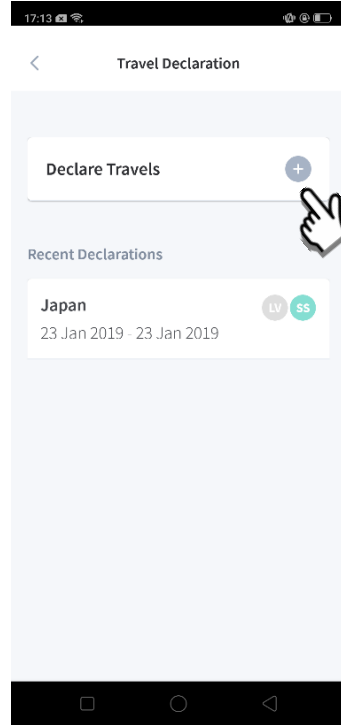 17:13
Travel Declaration
Declare Travels
Recent Declarations
Japan
LV SS
23 Jan 2019 - 23 Jan 2019